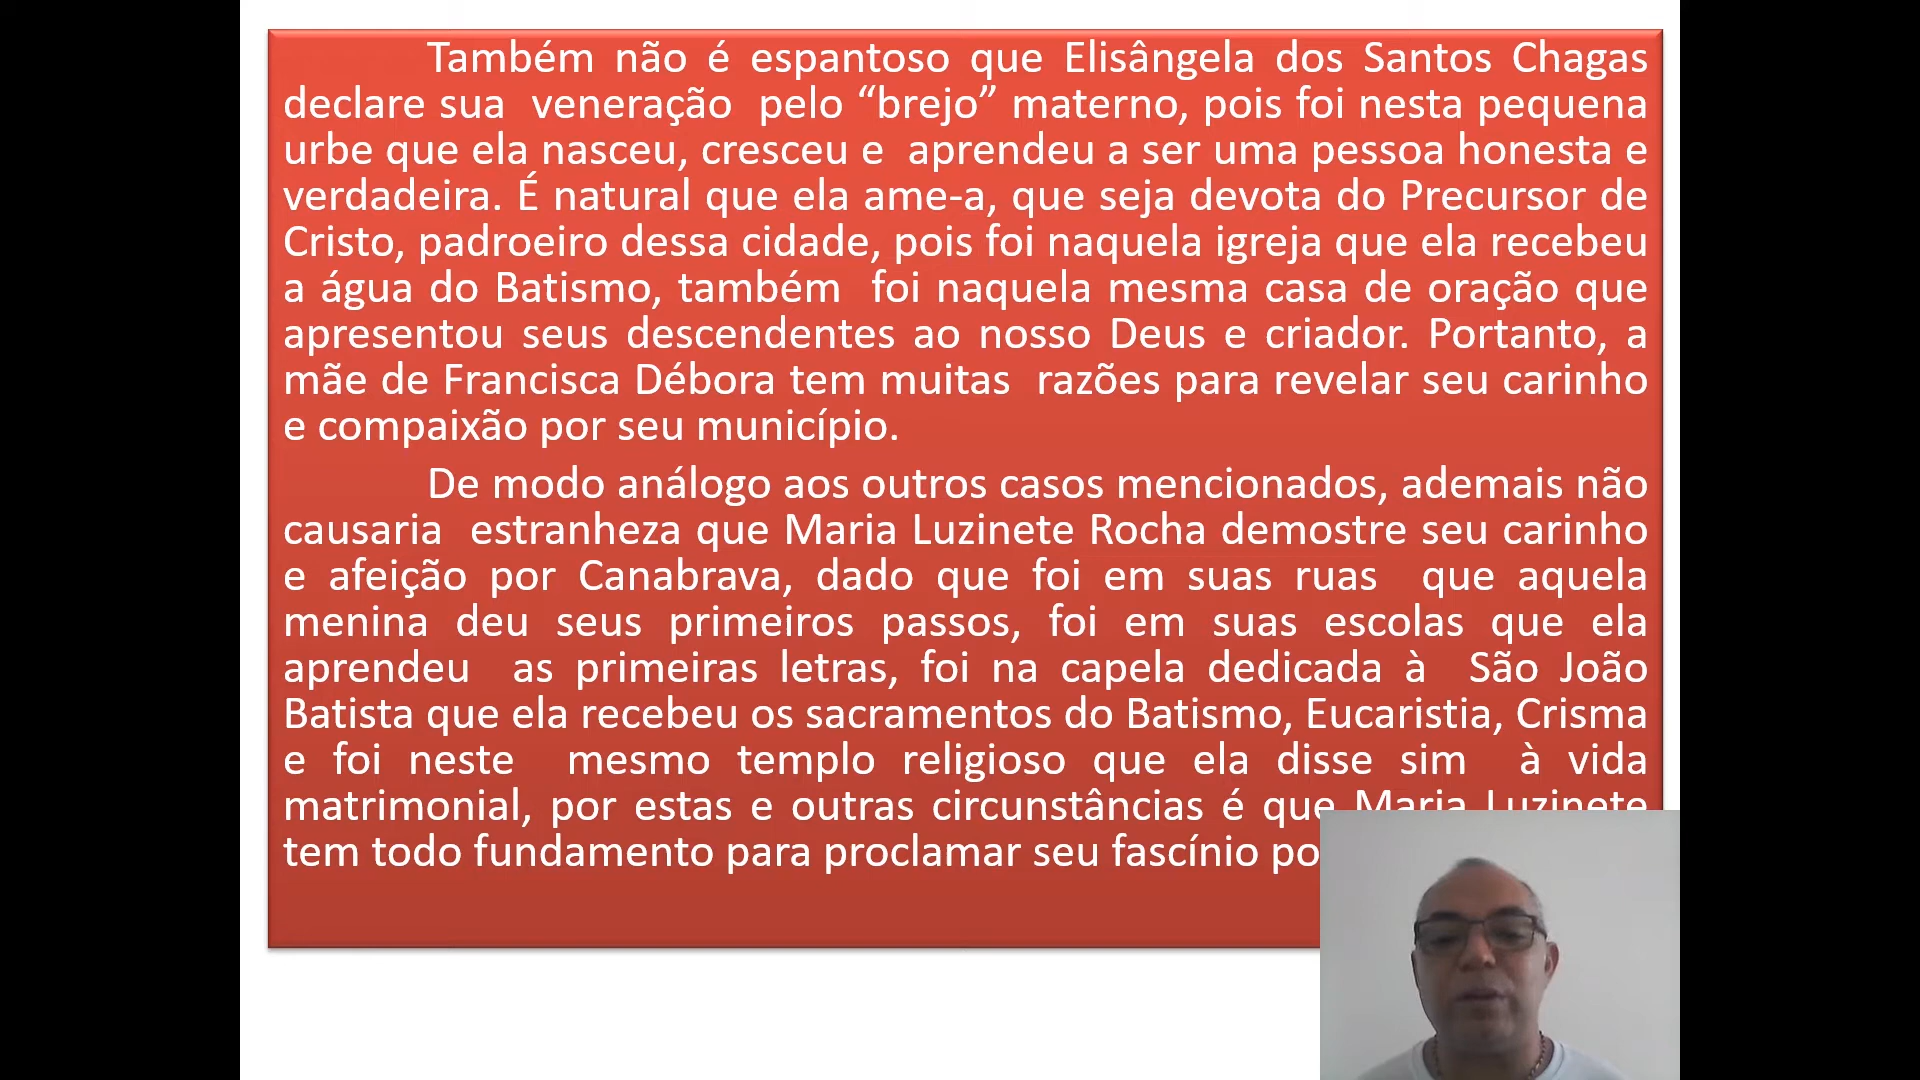 Também não é espantoso que Elisângela dos Santos Chagas
declare sua veneração pelo “brejo” materno, pois foi nesta pequena
urbe que ela nasceu, cresceu e aprendeu a ser uma pessoa honesta e
verdadeira. É natural que ela ame-a, que seja devota do Precursor de
Cristo, padroeiro dessa cidade, pois foi naquela igreja que ela recebeu
a água do Batismo, também foi naquela mesma casa de oração que
apresentou seus descendentes ao nosso Deus e criador. Portanto, a
mãe de Francisca Débora tem muitas razões para revelar seu carinho
e compaixão por seu município.
De modo análogo aos outros casos mencionados, ademais não
causaria estranheza que Maria Luzinete Rocha demostre seu carinho
e afeição por Canabrava, dado que foi em suas ruas que aquela
menina deu seus primeiros passos, foi em suas escolas que ela
aprendeu as primeiras letras, foi na capela dedicada à São João
Batista que ela recebeu os sacramentos do Batismo, Eucaristia, Crisma
e foi neste mesmo templo religioso que ela disse sim à vida
matrimonial, por estas e outras circunstâncias é que Maria Luzinete
tem todo fundamento para proclamar seu fascínio